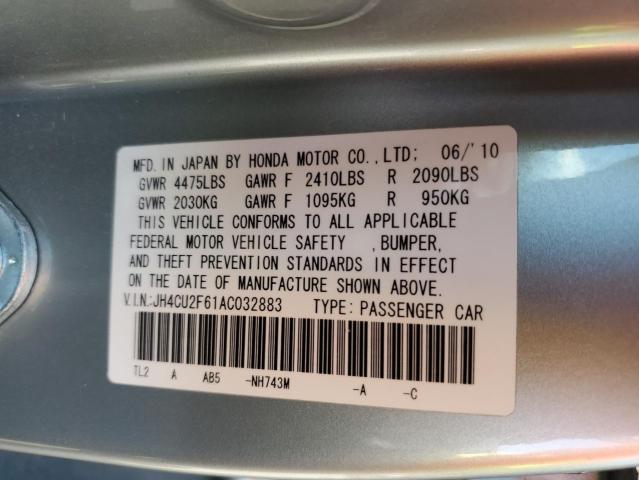 MFD. IN JAPAN BY HONDA MOTOR CO.,LTD; 06/'10
GVWR 4475LBS GAWR F 2410LBS R 2090LBS
GVWR 2030KG GAWR F 1095KG R 950KG
THIS VEHICLE CONFORMS TO ALL APPLICABLE
FEDERAL MOTOR VEHICLE SAFETY ,BUMPER,
AND THEFT PREVENTION STANDARDS IN EFFECT
ON THE DATE OF MANUFACTURE SHOWN ABOVE.
V.I.N.:JH4CU2F61AC032883 TYPE: PASSENGER CAR
TL2 A AB5 -NH743M -A -C